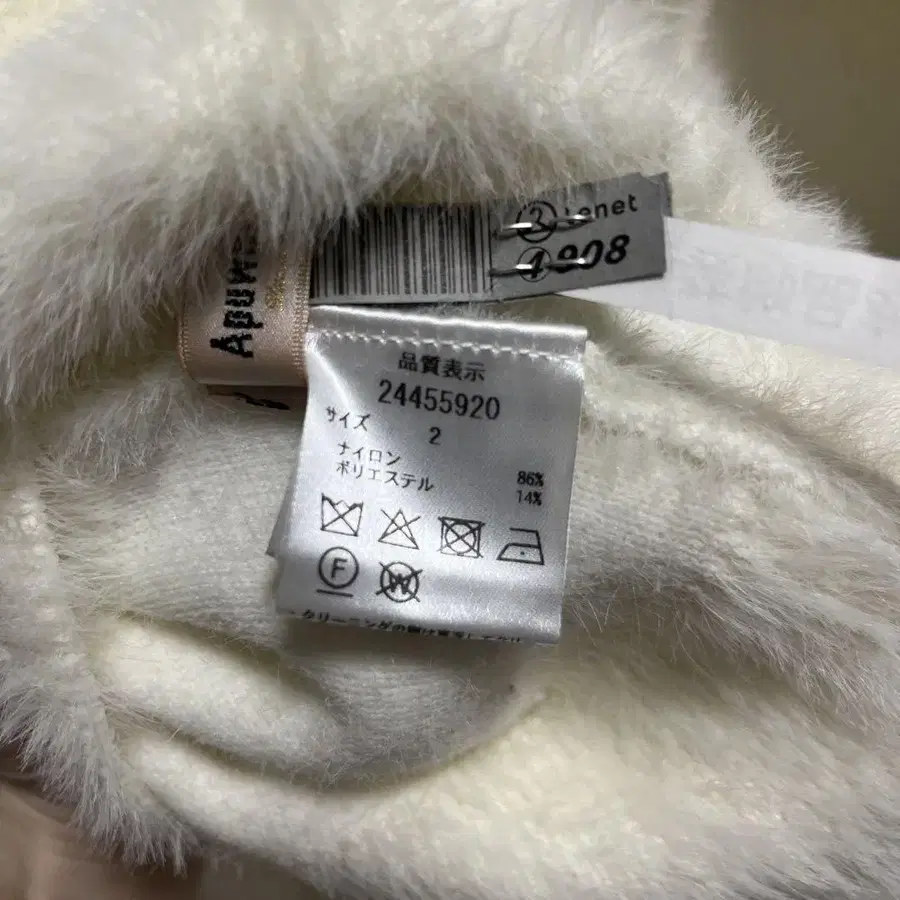 ③ tenet
④ 908
品質表示
24455920
サイズ
2
ナイロン 86%
ポリエステル 14%
F
W